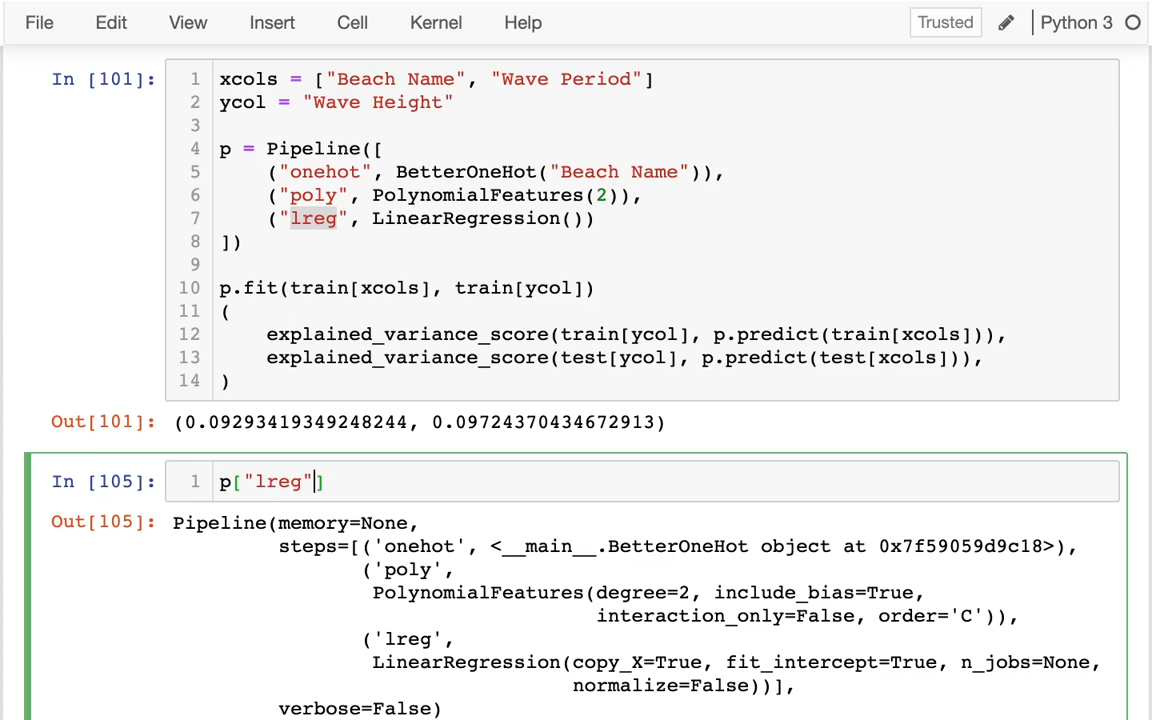 File Edit View Insert Cell Kernel Help Trusted Python 3
In [101]:
1 xcols = ["Beach Name", "Wave Period"]
2 ycol = "Wave Height"
3
4 p = Pipeline([
5     ("onehot", BetterOneHot("Beach Name")),
6     ("poly", PolynomialFeatures(2)),
7     ("lreg", LinearRegression())
8 ])
9
10 p.fit(train[xcols], train[ycol])
11 (
12     explained_variance_score(train[ycol], p.predict(train[xcols])),
13     explained_variance_score(test[ycol], p.predict(test[xcols])),
14 )
Out[101]: (0.09293419349248244, 0.09724370434672913)
In [105]: 1 p["lreg"]
Out[105]: Pipeline(memory=None,
         steps=[('onehot', <__main__.BetterOneHot object at 0x7f59059d9c18>),
                ('poly',
                 PolynomialFeatures(degree=2, include_bias=True,
                                    interaction_only=False, order='C')),
                ('lreg',
                 LinearRegression(copy_X=True, fit_intercept=True, n_jobs=None,
                                  normalize=False))],
         verbose=False)